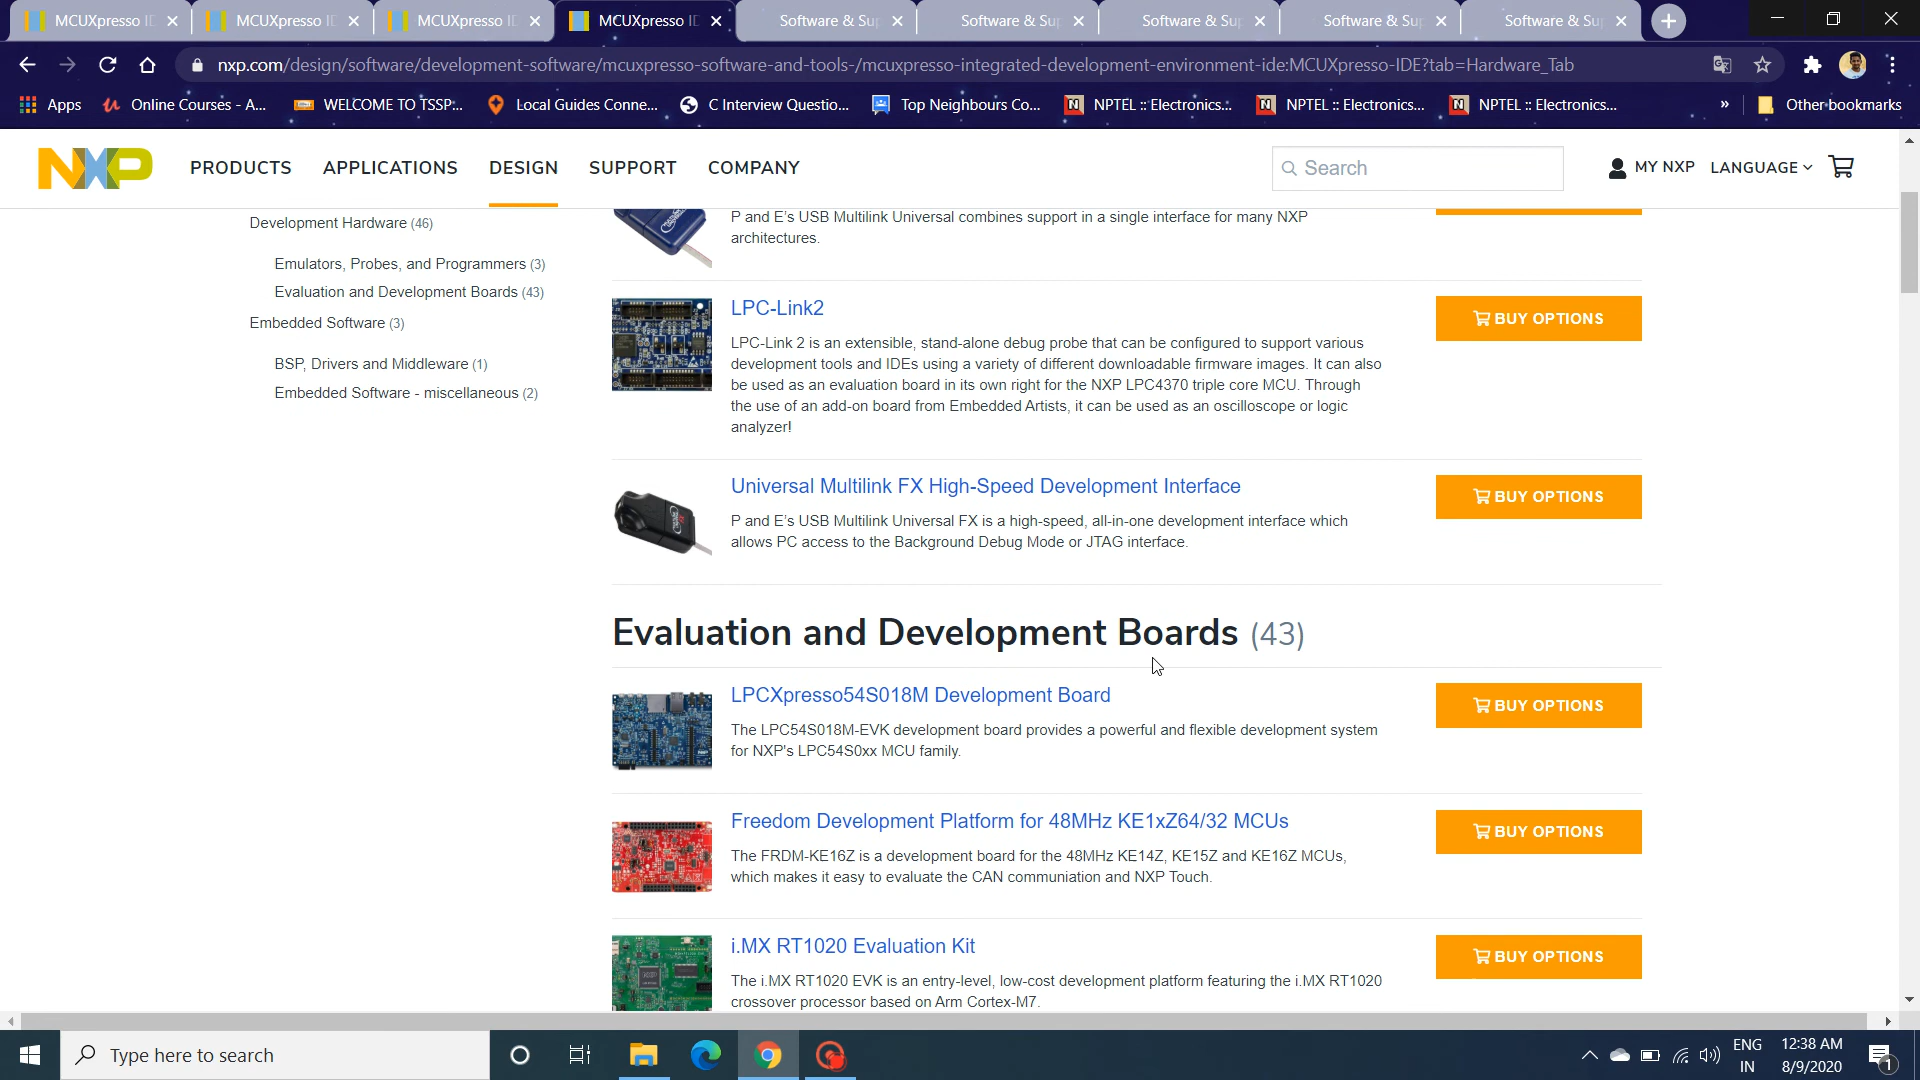 MCUXpresso I
MCUXpresso I
MCUXpresso I
MCUXpresso I
Software & Su
Software & Su
Software & Su
Software & Su
Software & Su
nxp.com/design/software/development-software/mcuxpresso-software-and-tools-/mcuxpresso-integrated-development-environment-ide:MCUXpresso-IDE?tab=Hardware_Tab
Apps
Online Courses - A...
WELCOME TO TSSP...
Local Guides Conne...
C Interview Questio...
Top Neighbours Co...
NPTEL :: Electronics...
NPTEL :: Electronics...
NPTEL :: Electronics...
»
Other bookmarks
NXP
PRODUCTS
APPLICATIONS
DESIGN
SUPPORT
COMPANY
Search
MY NXP
LANGUAGE
Development Hardware (46)
Emulators, Probes, and Programmers (3)
Evaluation and Development Boards (43)
Embedded Software (3)
BSP, Drivers and Middleware (1)
Embedded Software - miscellaneous (2)
P and E's USB Multilink Universal combines support in a single interface for many NXP
architectures.
LPC-Link2
BUY OPTIONS
LPC-Link 2 is an extensible, stand-alone debug probe that can be configured to support various
development tools and IDEs using a variety of different downloadable firmware images. It can also
be used as an evaluation board in its own right for the NXP LPC4370 triple core MCU. Through
the use of an add-on board from Embedded Artists, it can be used as an oscilloscope or logic
analyzer!
Universal Multilink FX High-Speed Development Interface
BUY OPTIONS
P and E's USB Multilink Universal FX is a high-speed, all-in-one development interface which
allows PC access to the Background Debug Mode or JTAG interface.
Evaluation and Development Boards (43)
LPCXpresso54S018M Development Board
BUY OPTIONS
The LPC54S018M-EVK development board provides a powerful and flexible development system
for NXP's LPC54S0xx MCU family.
Freedom Development Platform for 48MHz KE1xZ64/32 MCUs
BUY OPTIONS
The FRDM-KE16Z is a development board for the 48MHz KE14Z, KE15Z and KE16Z MCUs,
which makes it easy to evaluate the CAN communiation and NXP Touch.
i.MX RT1020 Evaluation Kit
BUY OPTIONS
The i.MX RT1020 EVK is an entry-level, low-cost development platform featuring the i.MX RT1020
crossover processor based on Arm Cortex-M7.
Type here to search
ENG
IN
12:38 AM
8/9/2020
1